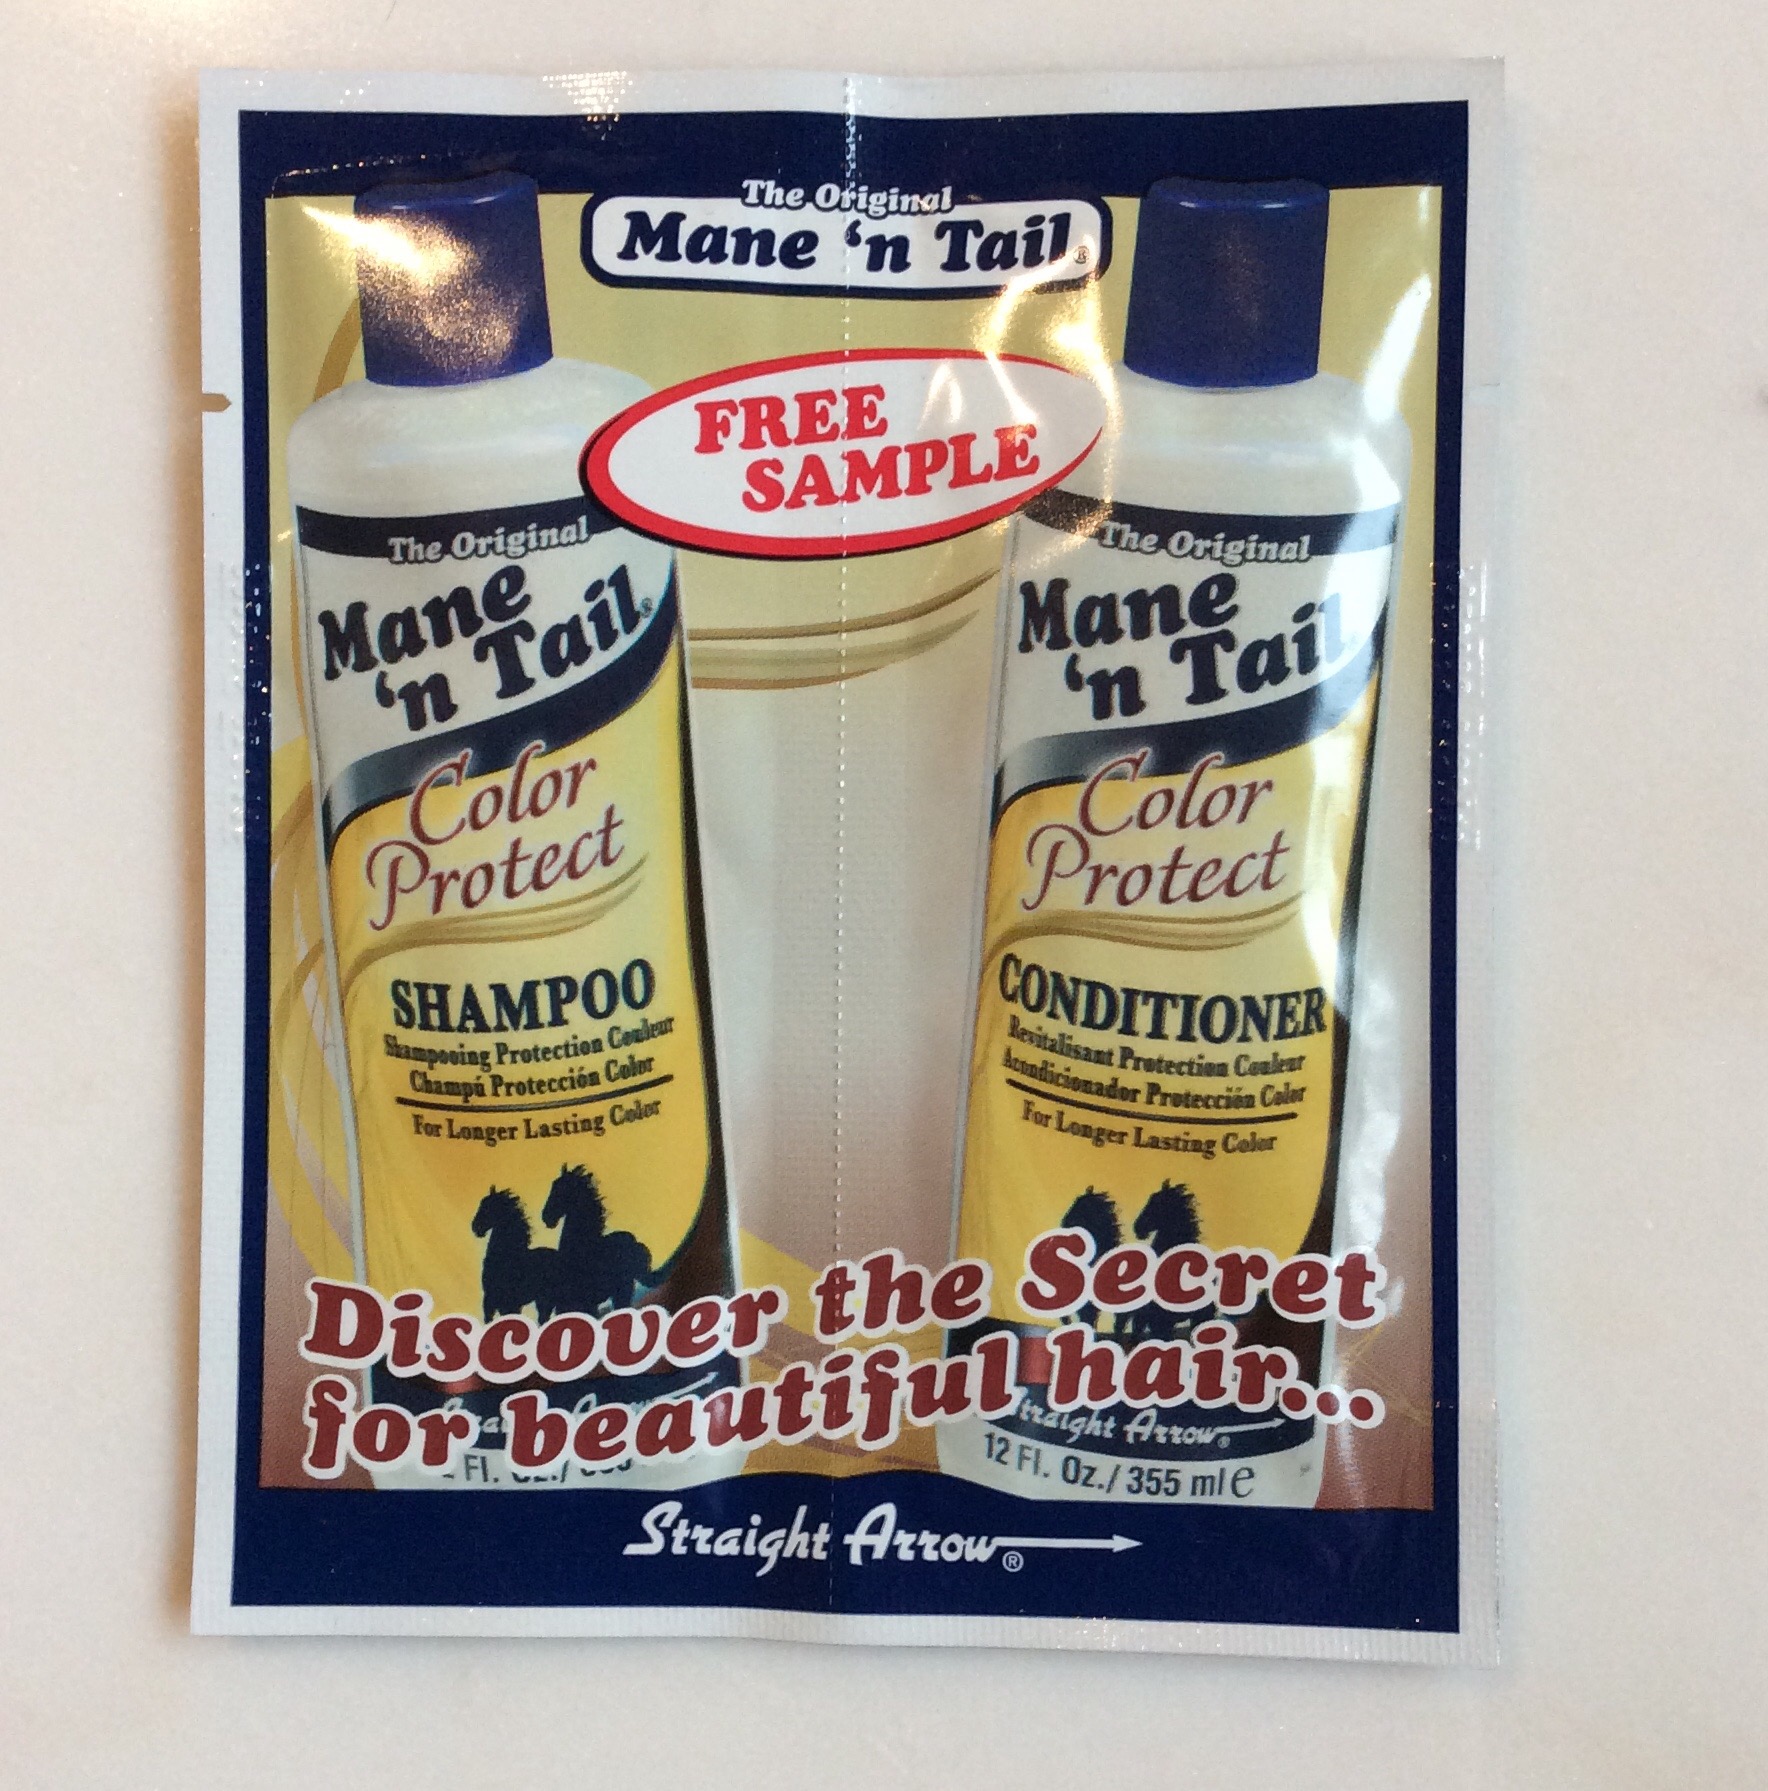 The Original
Mane 'n Tail®
FREE
SAMPLE
The Original
Mane
'n Tail®
Color
Protect
SHAMPOO
Shampooing Protection Couleur
Champú Protección Color
For Longer Lasting Color
The Original
Mane
'n Tail
Color
Protect
CONDITIONER
Revitalisant Protection Couleur
Acondicionador Protección Color
For Longer Lasting Color
Discover the Secret
for beautiful hair...
Fl.
Straight Arrow®
12 Fl. Oz./ 355 ml e
Straight Arrow®